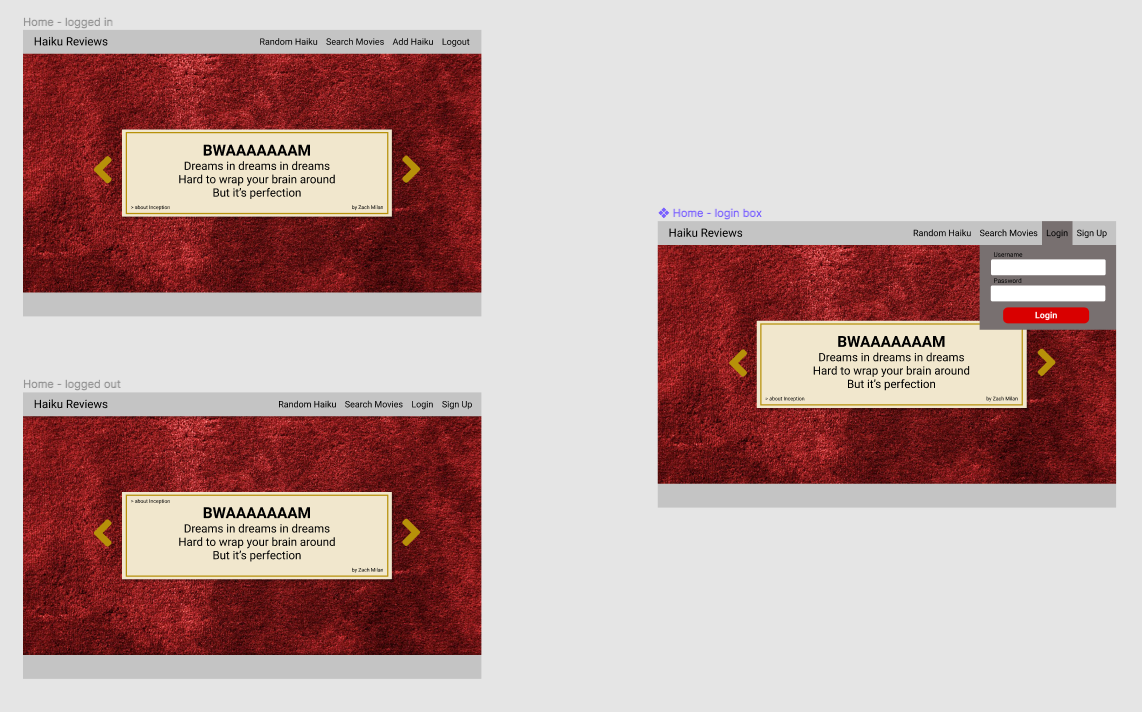 Home - logged in
Haiku Reviews
Random Haiku Search Movies Add Haiku Logout
BWAAAAAAAM
Dreams in dreams in dreams
Hard to wrap your brain around
But it's perfection
> about Inception
by Zach Milan
Home - logged out
Haiku Reviews
Random Haiku Search Movies Login Sign Up
> about Inception
BWAAAAAAAM
Dreams in dreams in dreams
Hard to wrap your brain around
But it's perfection
by Zach Milan
Home - login box
Haiku Reviews
Random Haiku Search Movies Login Sign Up
Username
Password
Login
BWAAAAAAAM
Dreams in dreams in dreams
Hard to wrap your brain around
But it's perfection
> about Inception
by Zach Milan